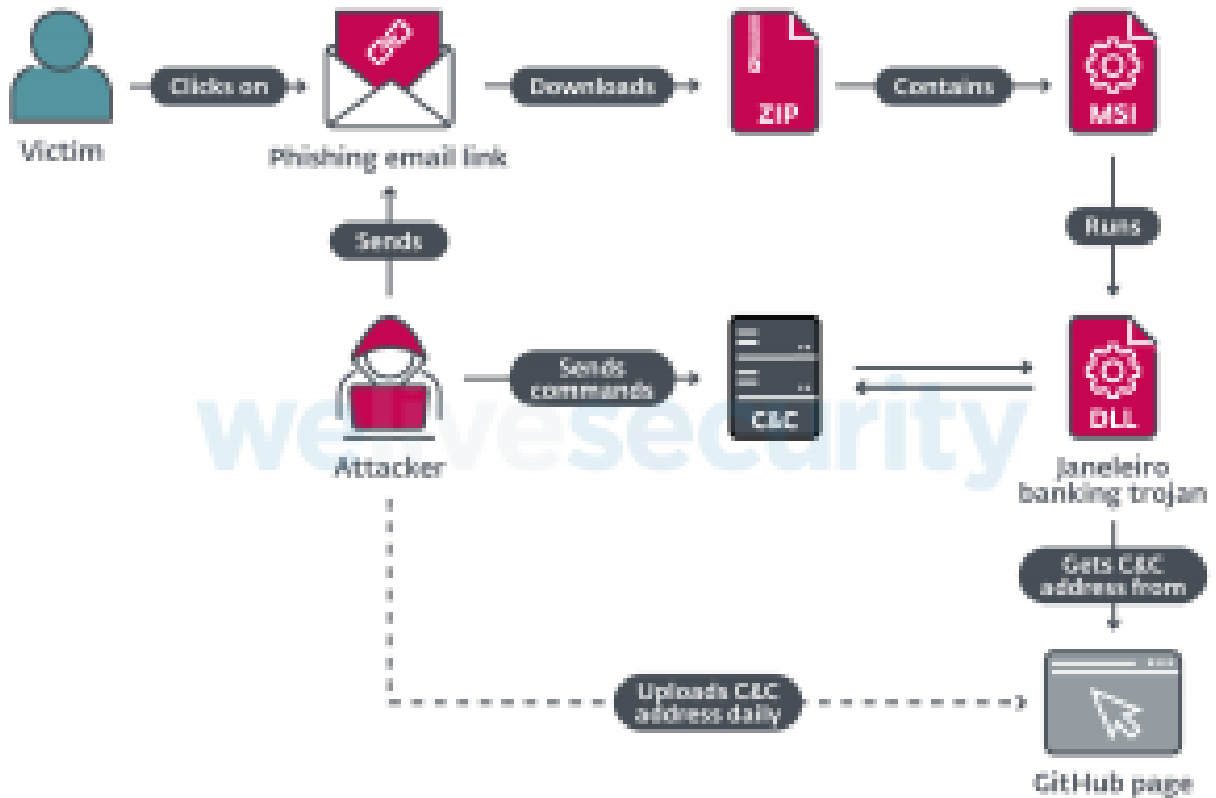 Clicks on
Downloads
ZIP
Contains
MSI
Victim
Phishing email link
Sends
Runs
Sends
commands
C&C
DLL
welivesecurity
Attacker
Janeleiro
banking trojan
Gets C&C
address from
Uploads C&C
address daily
GitHub page